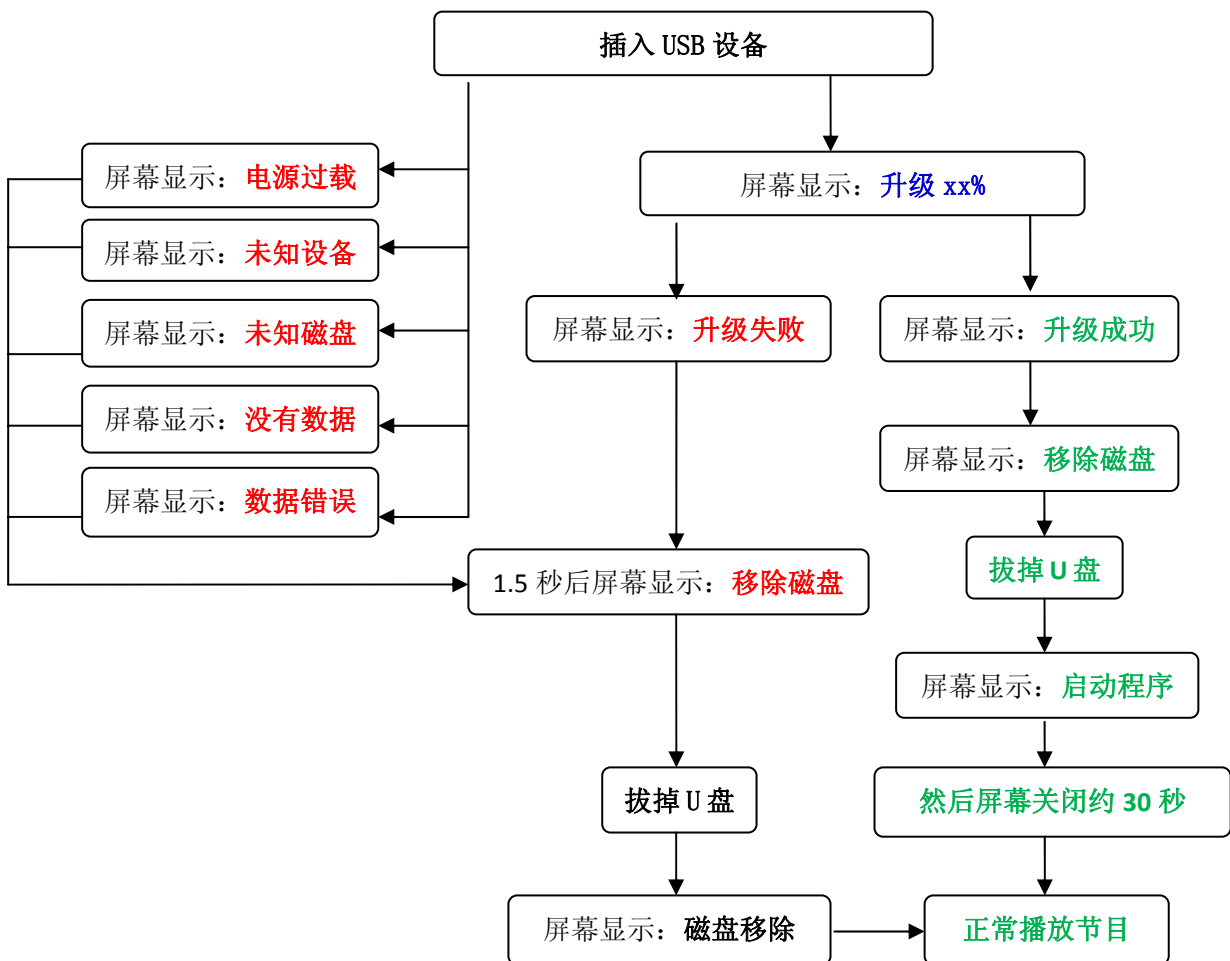 插入 USB 设备
屏幕显示：电源过载
屏幕显示：升级 xx%
屏幕显示：未知设备
屏幕显示：未知磁盘
屏幕显示：升级失败
屏幕显示：升级成功
屏幕显示：没有数据
屏幕显示：移除磁盘
屏幕显示：数据错误
1.5 秒后屏幕显示：移除磁盘
拔掉 U 盘
屏幕显示：启动程序
拔掉 U 盘
然后屏幕关闭约 30 秒
屏幕显示：磁盘移除
正常播放节目